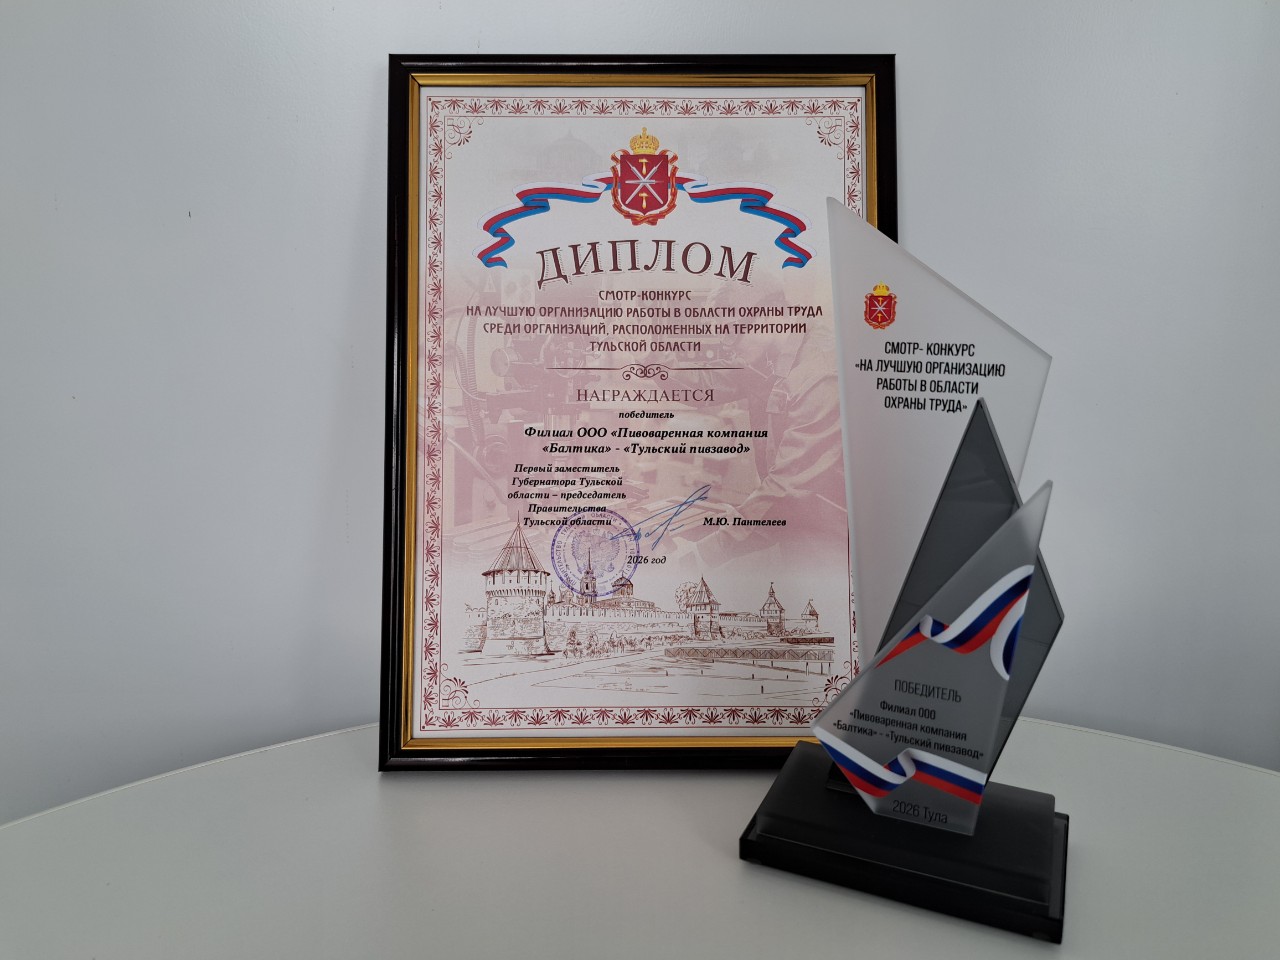 ДИПЛОМ
СМОТР-КОНКУРС
НА ЛУЧШУЮ ОРГАНИЗАЦИЮ РАБОТЫ В ОБЛАСТИ ОХРАНЫ ТРУДА
СРЕДИ ОРГАНИЗАЦИЙ, РАСПОЛОЖЕННЫХ НА ТЕРРИТОРИИ
ТУЛЬСКОЙ ОБЛАСТИ
НАГРАЖДАЕТСЯ
победитель
Филиал ООО «Пивоваренная компания
«Балтика» - «Тульский пивзавод»
Первый заместитель
Губернатора Тульской
области – председатель
Правительства
Тульской области
М.Ю. Пантелеев
2026 год
СМОТР- КОНКУРС
«НА ЛУЧШУЮ ОРГАНИЗАЦИЮ
РАБОТЫ В ОБЛАСТИ
ОХРАНЫ ТРУДА»
ПОБЕДИТЕЛЬ
Филиал ООО
«Пивоваренная компания
«Балтика» - «Тульский пивзавод»
2026 Тула